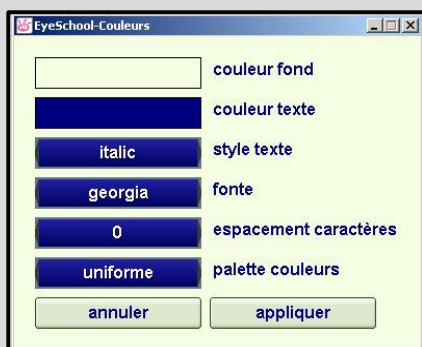 EyeSchool-Couleurs
couleur fond
couleur texte
italic style texte
georgia fonte
0 espacement caractères
uniforme palette couleurs
annuler appliquer